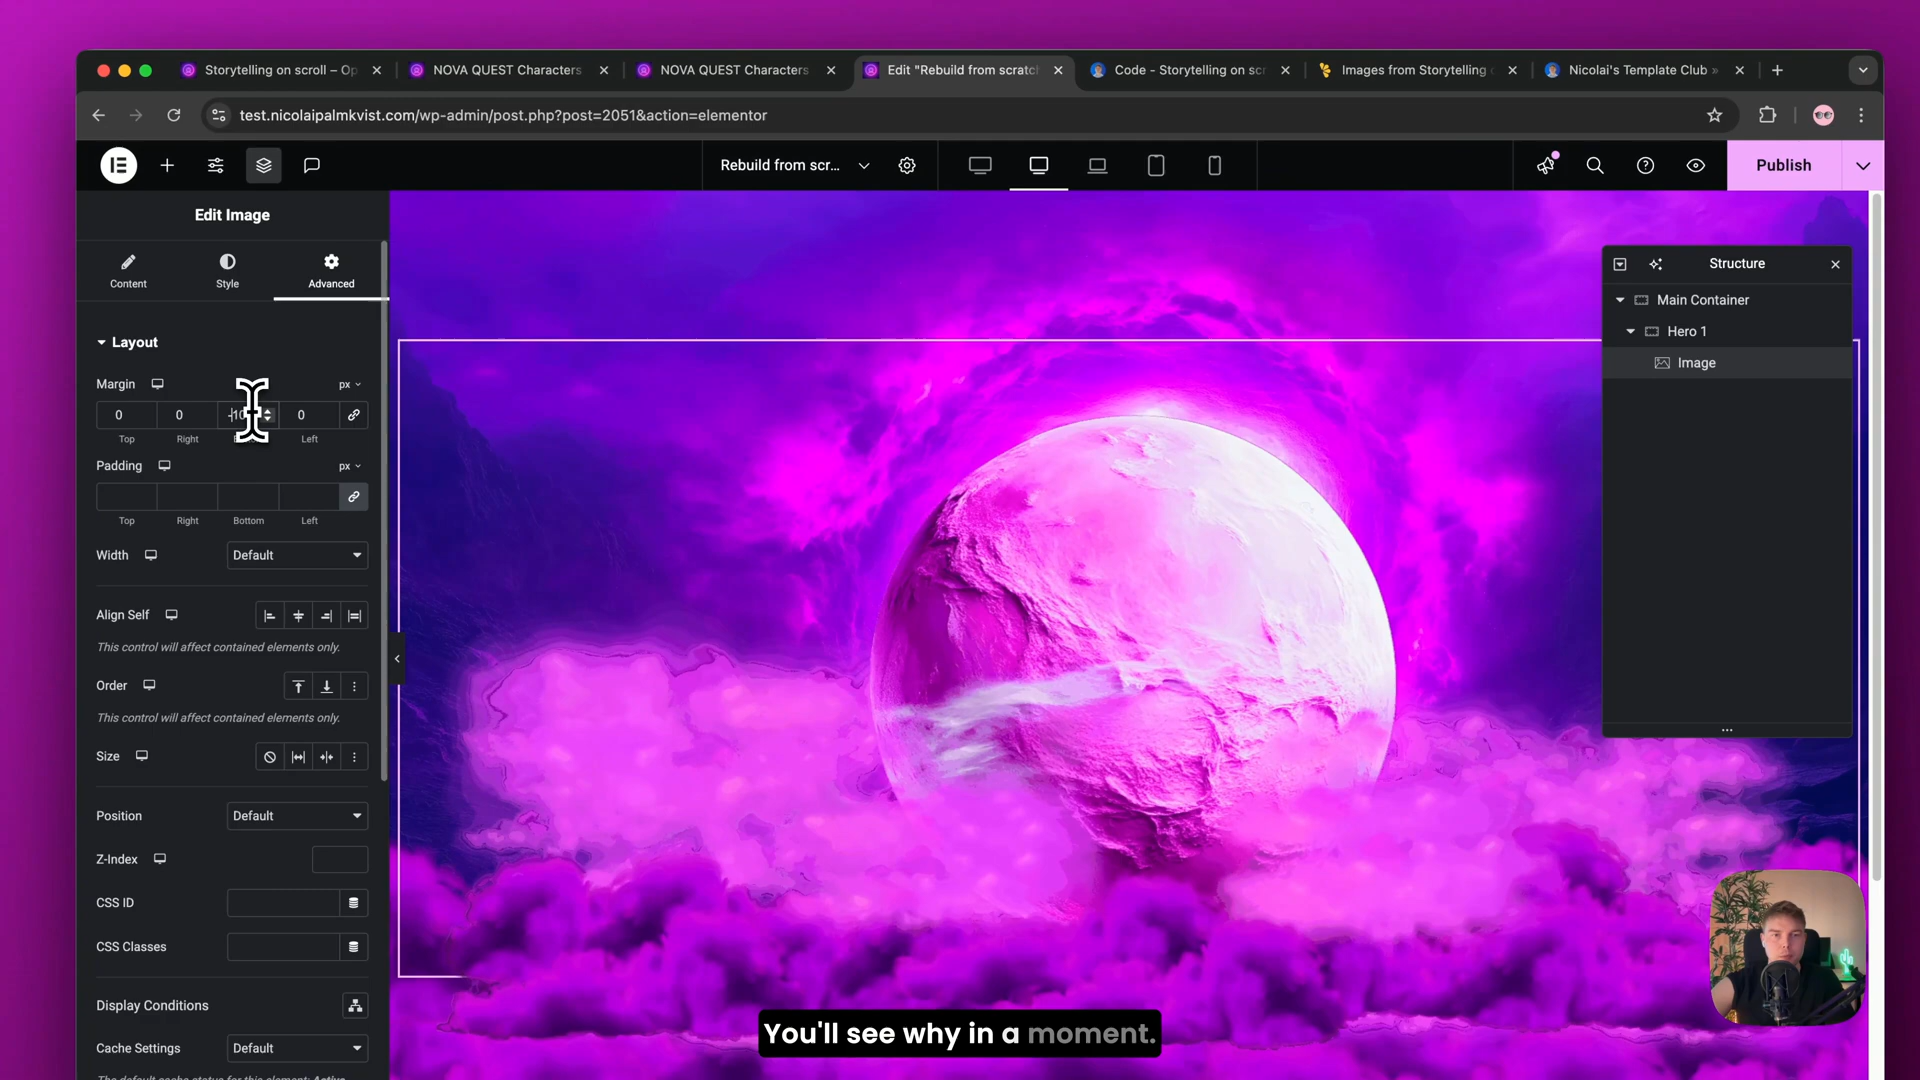 Storytelling on scroll – Op
NOVA QUEST Characters
NOVA QUEST Characters
Edit "Rebuild from scratch
Code - Storytelling on scr
Images from Storytelling
Nicolai's Template Club »
test.nicolaipalmkvist.com/wp-admin/post.php?post=2051&action=elementor
Rebuild from scr...
Publish
Edit Image
Content
Style
Advanced
Layout
Margin
px
0
0
0
Top
Right
Left
Padding
px
Top
Right
Bottom
Left
Width
Default
Align Self
This control will affect contained elements only.
Order
This control will affect contained elements only.
Size
Position
Default
Z-Index
CSS ID
CSS Classes
Display Conditions
Cache Settings
Default
Structure
Main Container
Hero 1
Image
You'll see why in a moment.